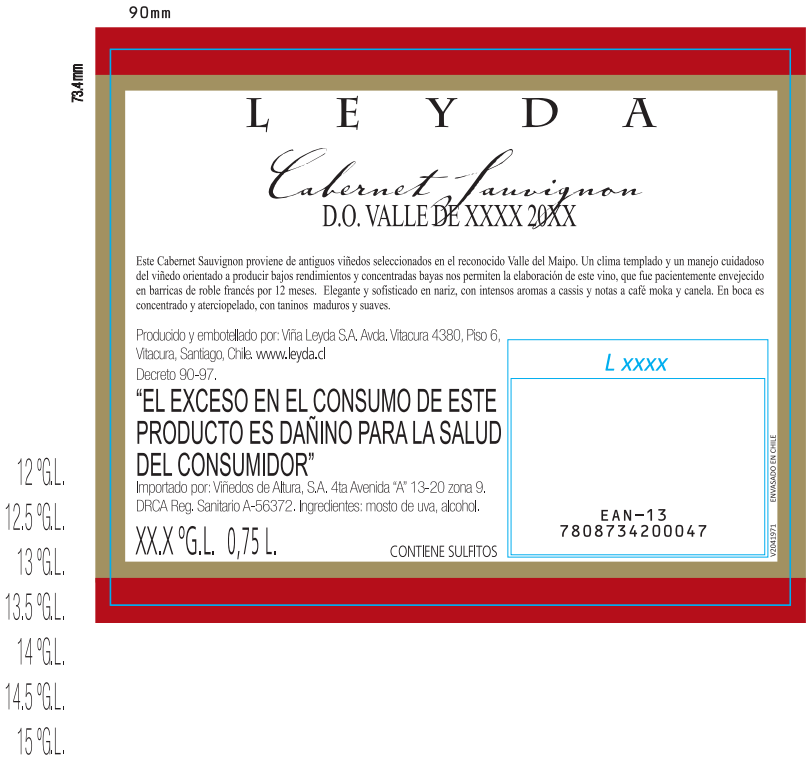 90mm
73.4mm
LEYDA
Cabernet Sauvignon
D.O. VALLE DE XXXX 20XX
Este Cabernet Sauvignon proviene de antiguos viñedos seleccionados en el reconocido Valle del Maipo. Un clima templado y un manejo cuidadoso
del viñedo orientado a producir bajos rendimientos y concentradas bayas nos permiten la elaboración de este vino, que fue pacientemente envejecido
en barricas de roble francés por 12 meses. Elegante y sofisticado en nariz, con intensos aromas a cassis y notas a café moka y canela. En boca es
concentrado y aterciopelado, con taninos maduros y suaves.
Producido y embotellado por: Viña Leyda S.A. Avda. Vitacura 4380, Piso 6,
Vitacura, Santiago, Chile. www.leyda.cl
Decreto 90-97.
“EL EXCESO EN EL CONSUMO DE ESTE
PRODUCTO ES DAÑINO PARA LA SALUD
DEL CONSUMIDOR”
Importado por: Viñedos de Altura, S.A. 4ta Avenida “A” 13-20 zona 9.
DRCA Reg. Sanitario A-56372. Ingredientes: mosto de uva, alcohol.
XX.X ºG.L. 0,75 L.
CONTIENE SULFITOS
L xxxx
EAN-13
7808734200047
V2041971 ENVASADO EN CHILE
12 ºG.L.
12.5 ºG.L.
13 ºG.L.
13.5 ºG.L.
14 ºG.L.
14.5 ºG.L.
15 ºG.L.